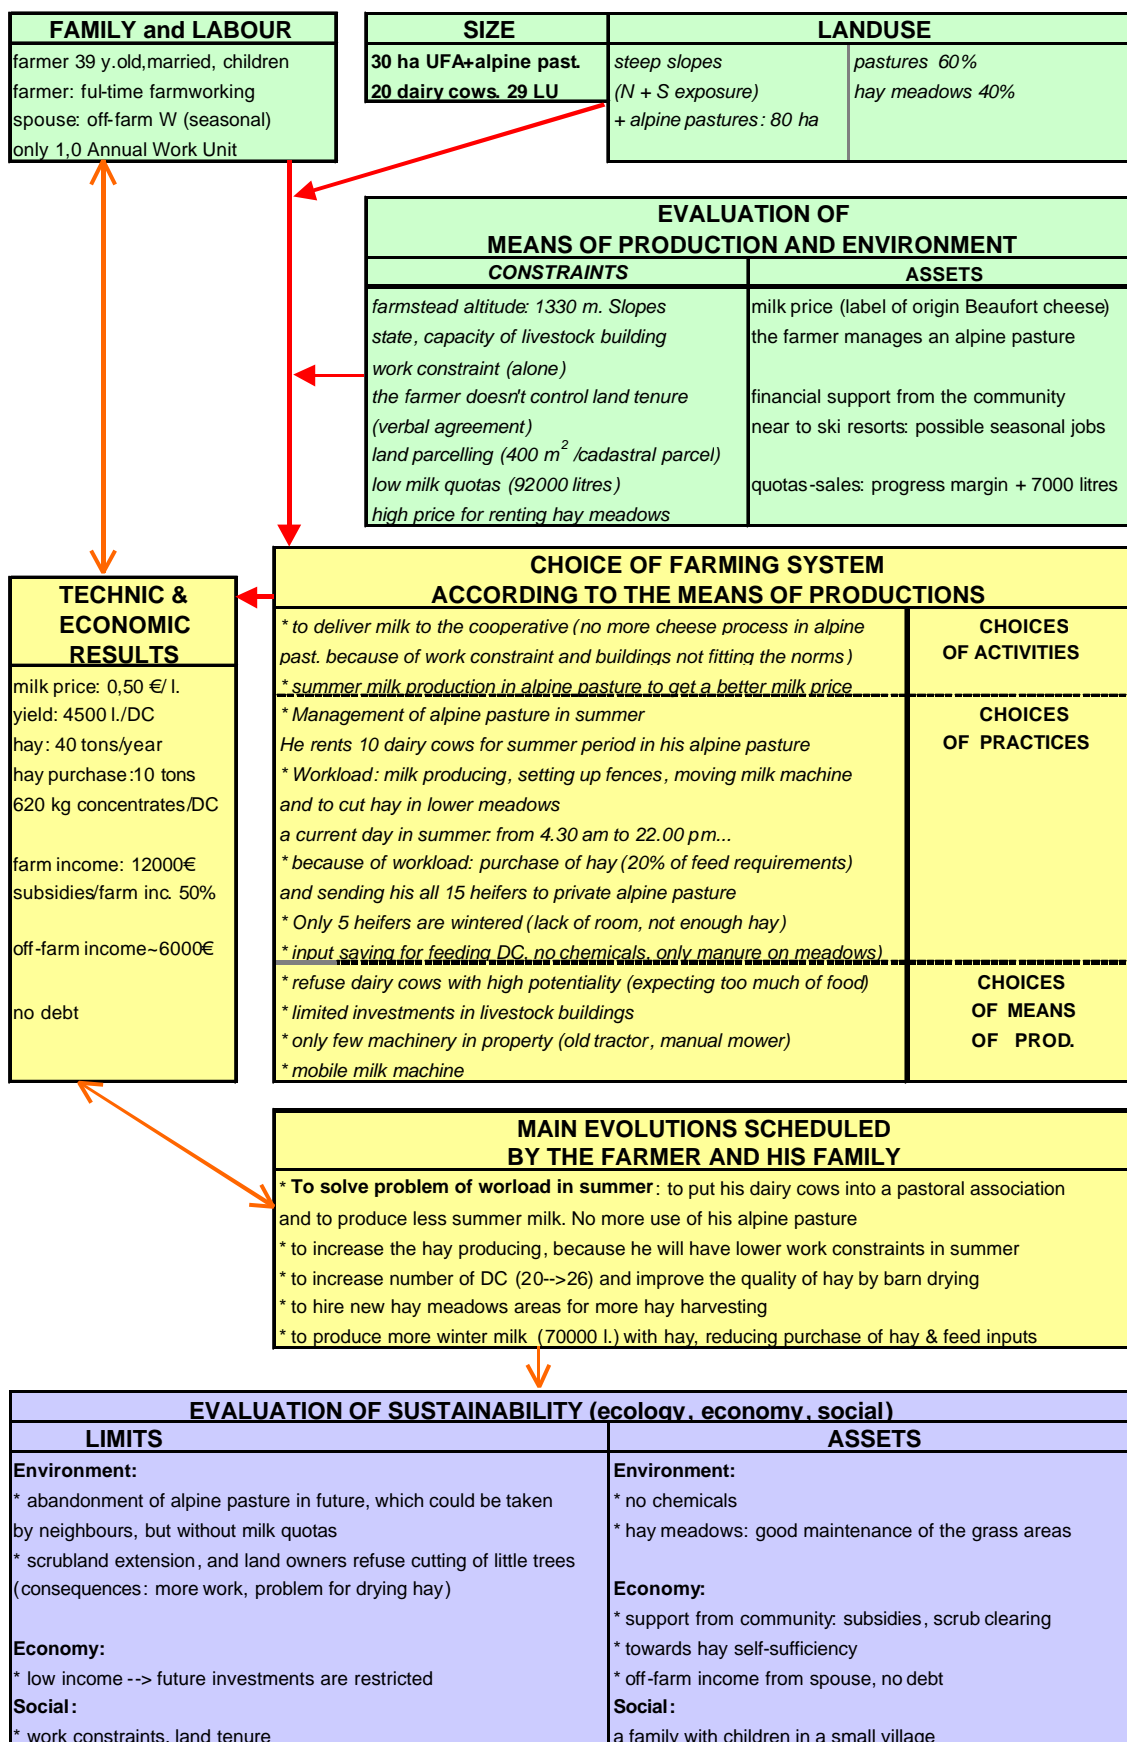 FAMILY and LABOUR
farmer 39 y.old,married, children
farmer: ful-time farmworking
spouse: off-farm W (seasonal)
only 1,0 Annual Work Unit
SIZE
30 ha UFA+alpine past.
20 dairy cows. 29 LU
LANDUSE
steep slopes
(N + S exposure)
+ alpine pastures: 80 ha
pastures 60%
hay meadows 40%
EVALUATION OF
MEANS OF PRODUCTION AND ENVIRONMENT
CONSTRAINTS
farmstead altitude: 1330 m. Slopes
state, capacity of livestock building
work constraint (alone)
the farmer doesn't control land tenure
(verbal agreement)
land parcelling (400 m² /cadastral parcel)
low milk quotas (92000 litres)
high price for renting hay meadows
ASSETS
milk price (label of origin Beaufort cheese)
the farmer manages an alpine pasture
financial support from the community
near to ski resorts: possible seasonal jobs
quotas-sales: progress margin + 7000 litres
TECHNIC &
ECONOMIC
RESULTS
milk price: 0,50 €/ l.
yield: 4500 l./DC
hay: 40 tons/year
hay purchase:10 tons
620 kg concentrates/DC
farm income: 12000€
subsidies/farm inc. 50%
off-farm income~6000€
no debt
CHOICE OF FARMING SYSTEM
ACCORDING TO THE MEANS OF PRODUCTIONS
* to deliver milk to the cooperative (no more cheese process in alpine
past. because of work constraint and buildings not fitting the norms)
* summer milk production in alpine pasture to get a better milk price
CHOICES
OF ACTIVITIES
* Management of alpine pasture in summer
He rents 10 dairy cows for summer period in his alpine pasture
* Workload: milk producing, setting up fences, moving milk machine
and to cut hay in lower meadows
a current day in summer: from 4.30 am to 22.00 pm...
* because of workload: purchase of hay (20% of feed requirements)
and sending his all 15 heifers to private alpine pasture
* Only 5 heifers are wintered (lack of room, not enough hay)
* input saving for feeding DC, no chemicals, only manure on meadows)
CHOICES
OF PRACTICES
* refuse dairy cows with high potentiality (expecting too much of food)
* limited investments in livestock buildings
* only few machinery in property (old tractor, manual mower)
* mobile milk machine
CHOICES
OF MEANS
OF PROD.
MAIN EVOLUTIONS SCHEDULED
BY THE FARMER AND HIS FAMILY
* To solve problem of worload in summer: to put his dairy cows into a pastoral association
and to produce less summer milk. No more use of his alpine pasture
* to increase the hay producing, because he will have lower work constraints in summer
* to increase number of DC (20-->26) and improve the quality of hay by barn drying
* to hire new hay meadows areas for more hay harvesting
* to produce more winter milk (70000 l.) with hay, reducing purchase of hay & feed inputs
EVALUATION OF SUSTAINABILITY (ecology, economy, social)
LIMITS
Environment:
* abandonment of alpine pasture in future, which could be taken
by neighbours, but without milk quotas
* scrubland extension, and land owners refuse cutting of little trees
(consequences: more work, problem for drying hay)
Economy:
* low income --> future investments are restricted
Social:
* work constraints, land tenure
ASSETS
Environment:
* no chemicals
* hay meadows: good maintenance of the grass areas
Economy:
* support from community: subsidies, scrub clearing
* towards hay self-sufficiency
* off-farm income from spouse, no debt
Social:
a family with children in a small village